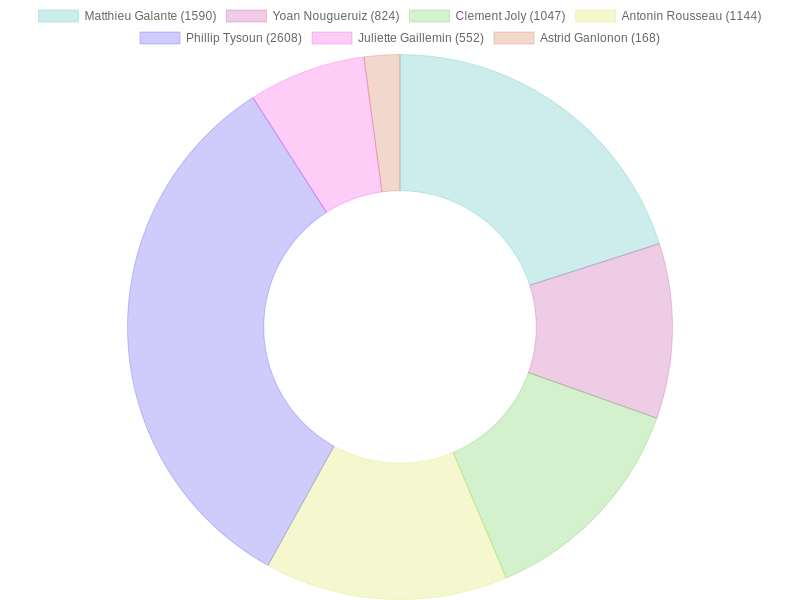 Matthieu Galante (1590) Yoan Nougueruiz (824) Clement Joly (1047) Antonin Rousseau (1144)
Phillip Tysoun (2608) Juliette Gaillemin (552) Astrid Ganlonon (168)